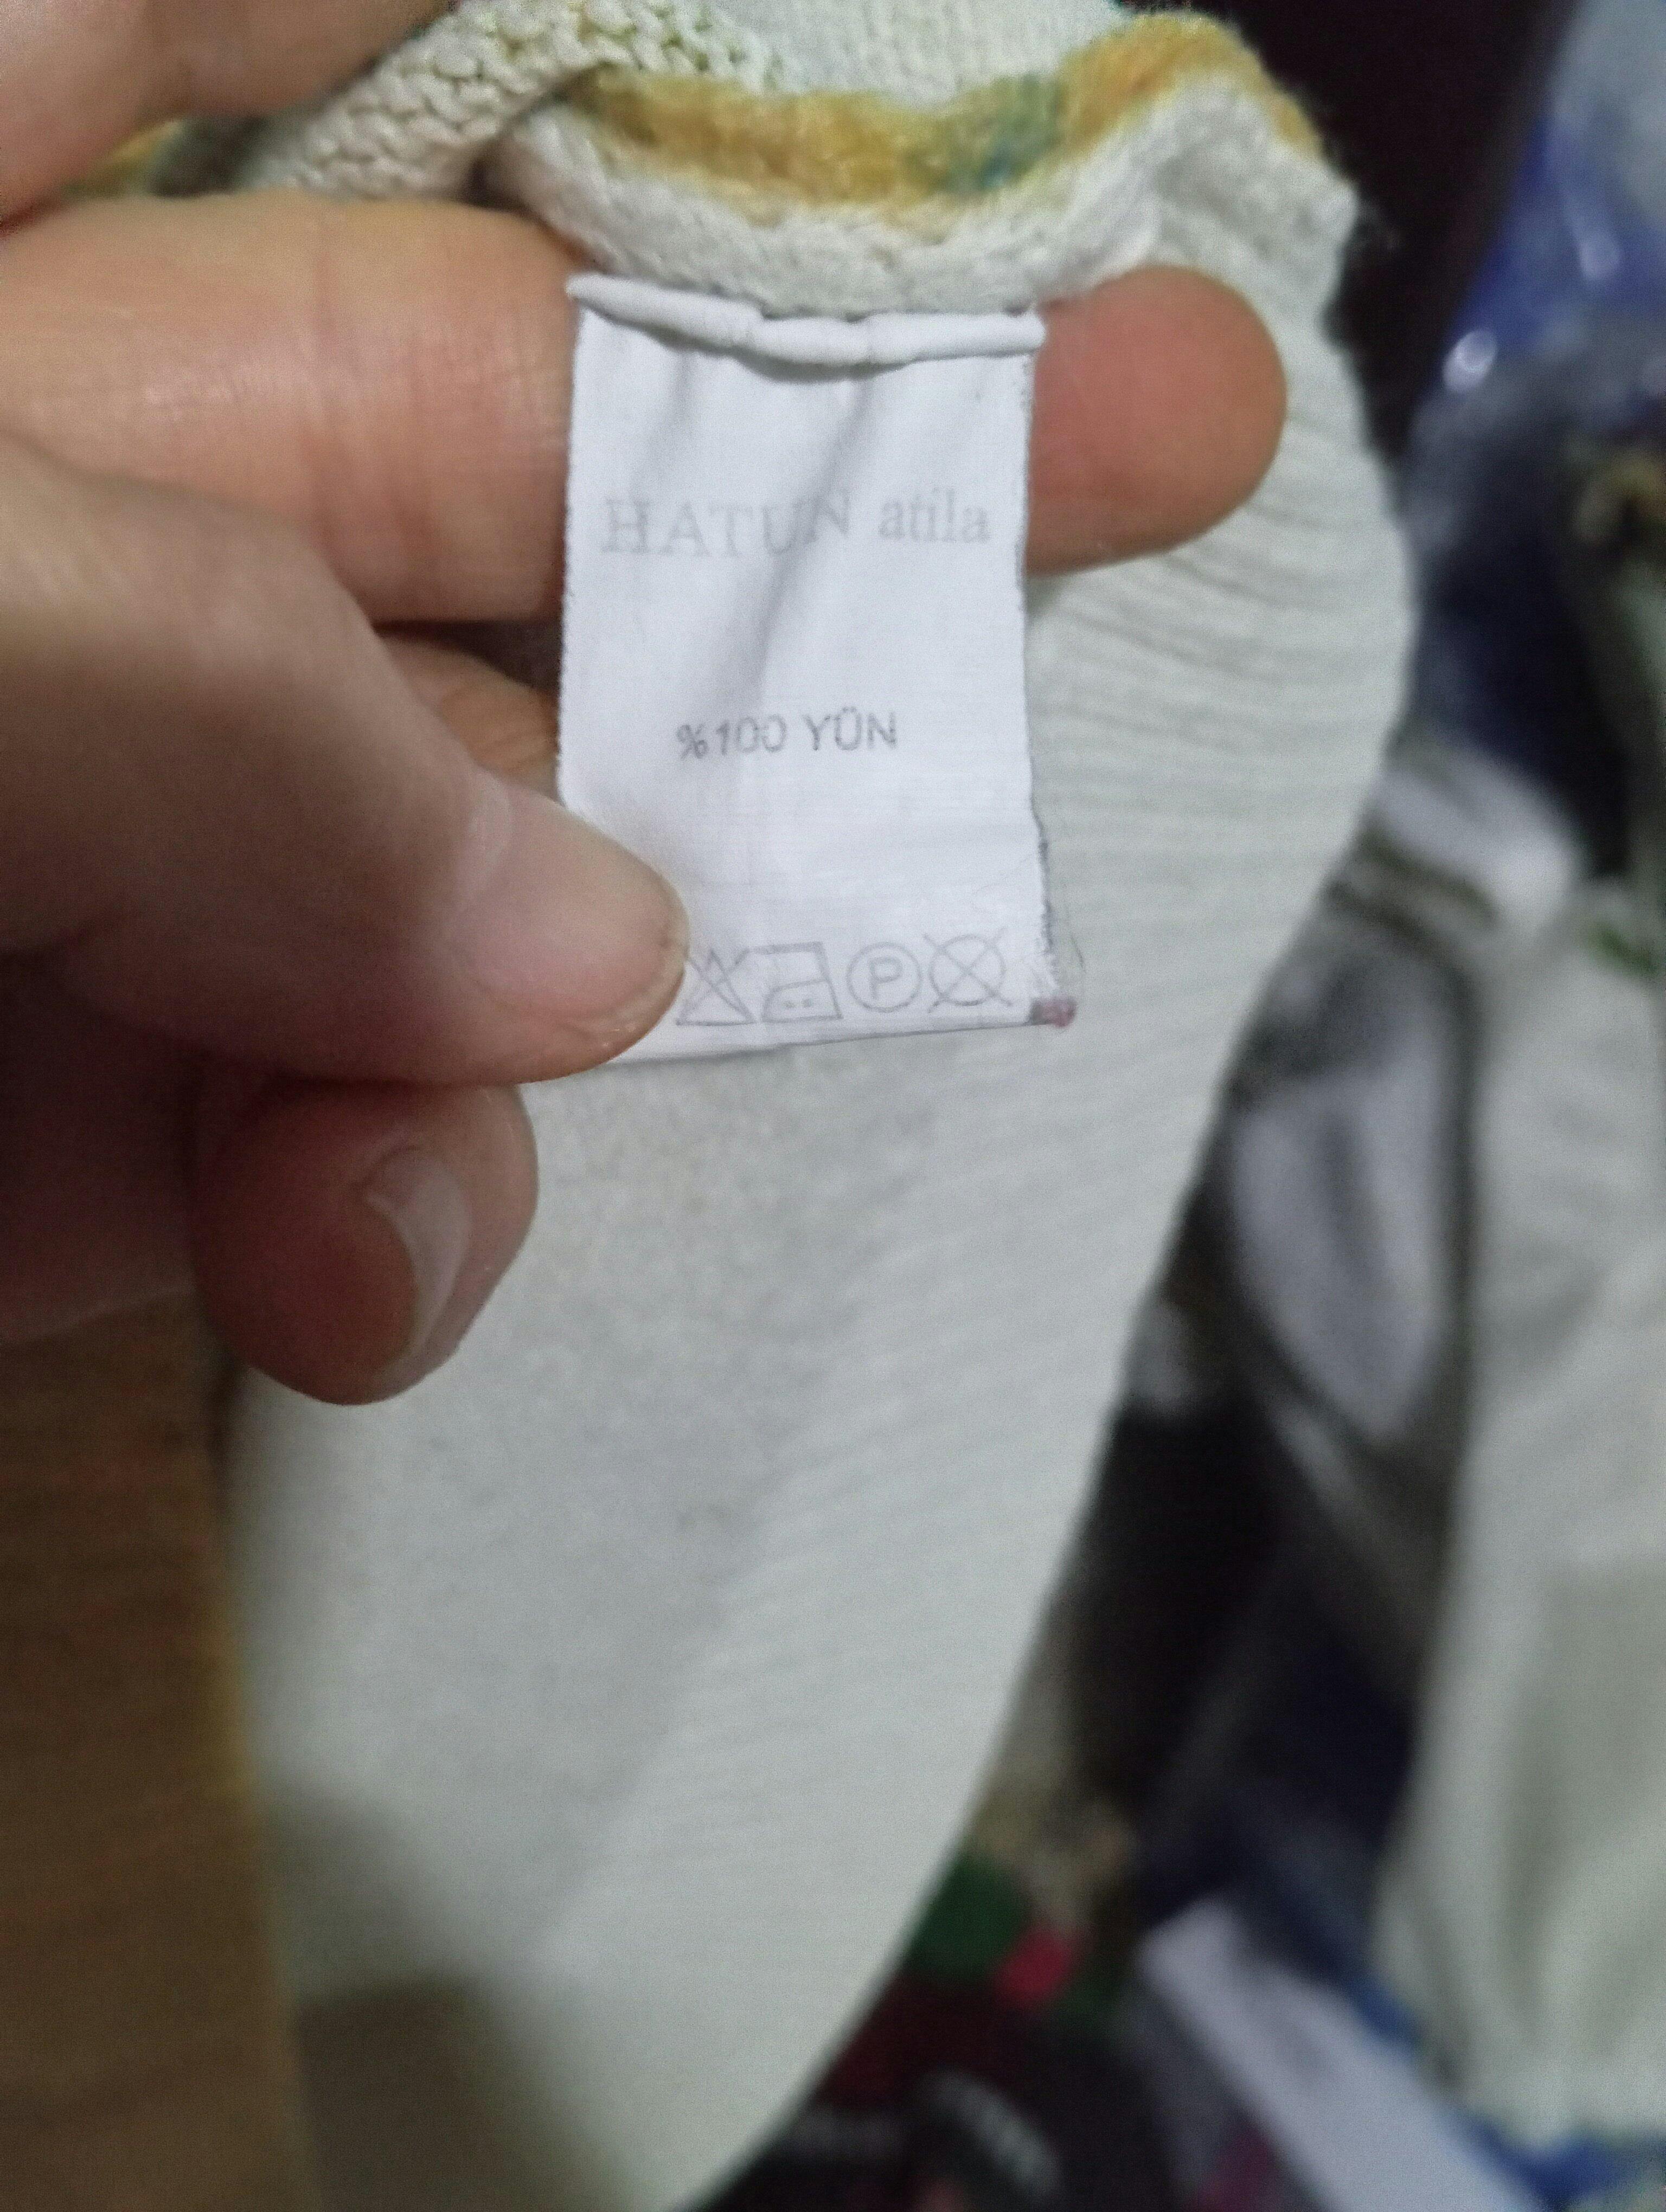 HATUN atila
%100 YÜN
P